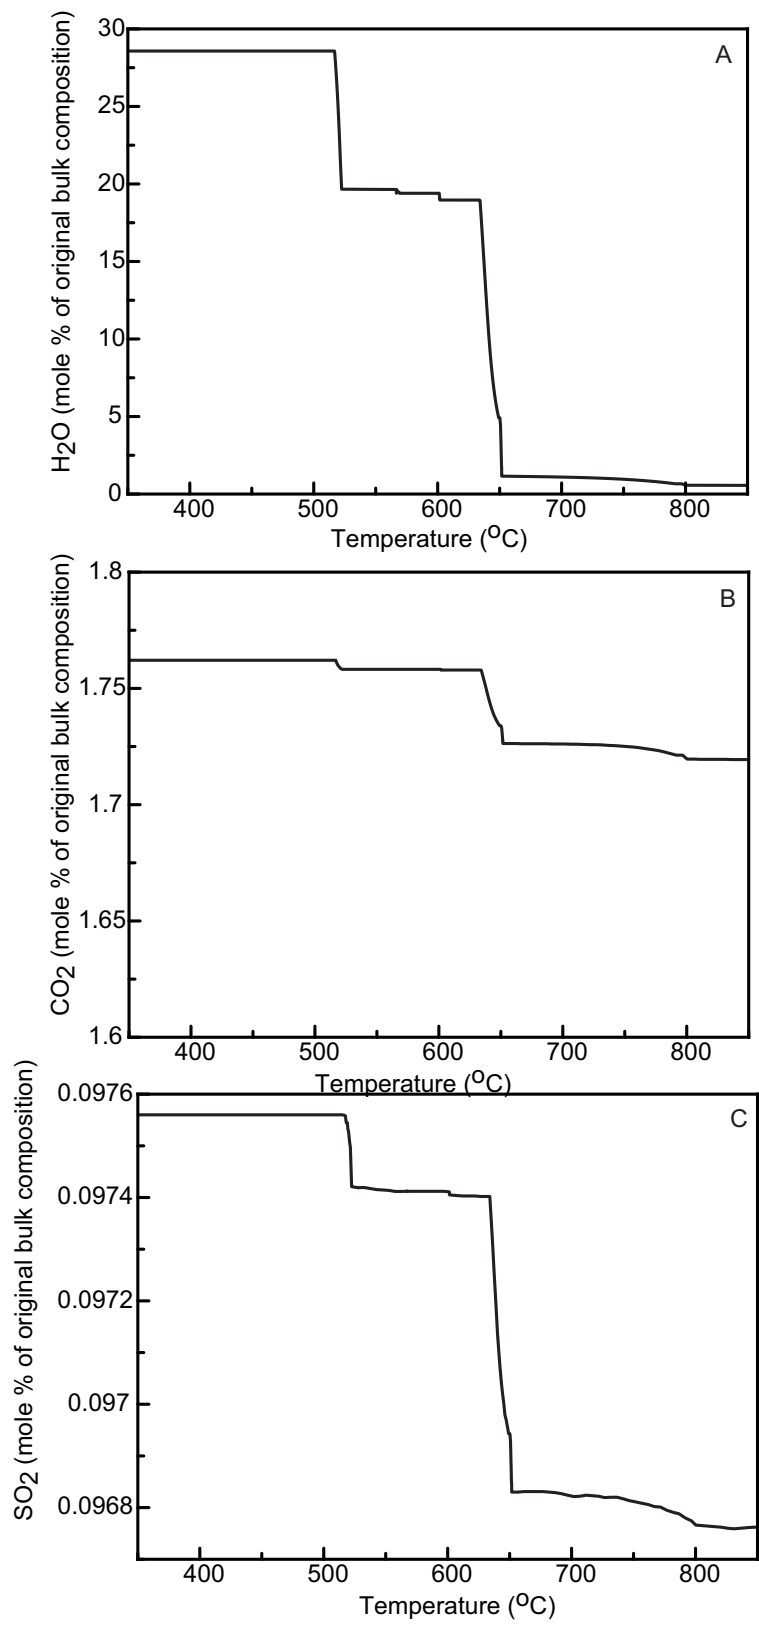 A
H2O (mole % of original bulk composition)
30
25
20
15
10
5
0
400 500 600 700 800
Temperature (oC)
B
CO2 (mole % of original bulk composition)
1.8
1.75
1.7
1.65
1.6
400 500 600 700 800
Temperature (oC)
C
SO2 (mole % of original bulk composition)
0.0976
0.0974
0.0972
0.097
0.0968
400 500 600 700 800
Temperature (oC)